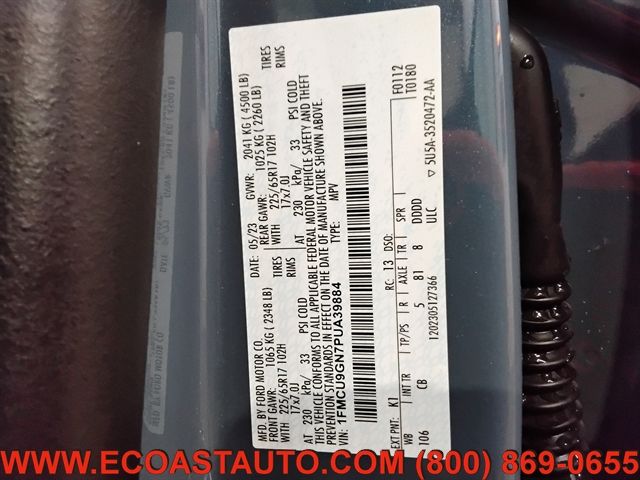 MFD. BY FORD MOTOR CO.
DATE: 05/23 GVWR: 2041 KG ( 4500 LB)
FRONT GAWR: 1065 KG ( 2348 LB) REAR GAWR: 1025 KG ( 2260 LB)
225/65R17 102H TIRES WITH 225/65R17 102H TIRES
17x7.0J RIMS 17x7.0J RIMS
AT 230 kPa/ 33 PSI COLD AT 230 kPa/ 33 PSI COLD
THIS VEHICLE CONFORMS TO ALL APPLICABLE FEDERAL MOTOR VEHICLE SAFETY AND THEFT
PREVENTION STANDARDS IN EFFECT ON THE DATE OF MANUFACTURE SHOWN ABOVE.
VIN: 1FMCU9GN7PUA39884 TYPE: MPV
F0112
T0180
EXT PNT: K1 RC: 13 DSO:
WB INT TR TP/PS R AXLE TR SPR
106 CB 5 81 8 DDDD
1202305127366 ULC
▽ 5U5A-3520472-AA
WWW.ECOASTAUTO.COM (800) 869-0655